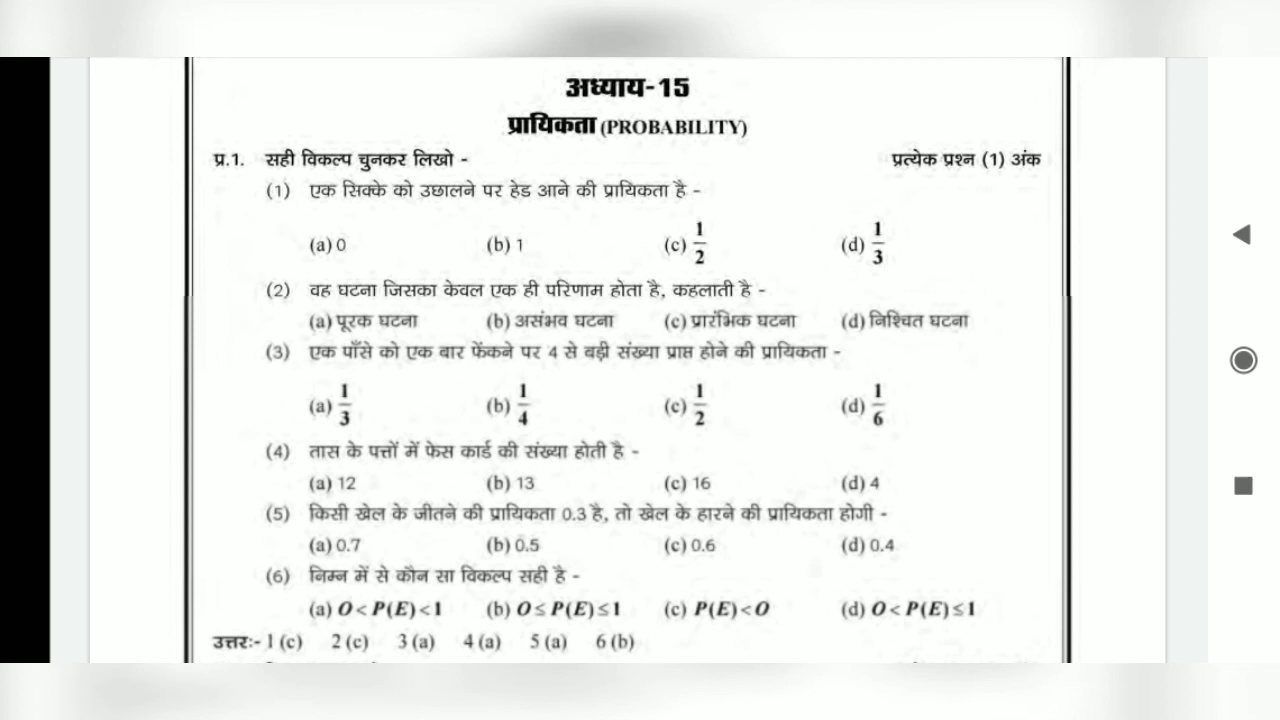 अध्याय-15
प्रायिकता (PROBABILITY)
प्र.1. सही विकल्प चुनकर लिखो - प्रत्येक प्रश्न (1) अंक
(1) एक सिक्के को उछालने पर हेड आने की प्रायिकता है -
(a) 0 (b) 1 (c) 1/2 (d) 1/3
(2) वह घटना जिसका केवल एक ही परिणाम होता है, कहलाती है -
(a) पूरक घटना (b) असंभव घटना (c) प्रारंभिक घटना (d) निश्चित घटना
(3) एक पाँसे को एक बार फेंकने पर 4 से बड़ी संख्या प्राप्त होने की प्रायिकता -
(a) 1/3 (b) 1/4 (c) 1/2 (d) 1/6
(4) तास के पत्तों में फेस कार्ड की संख्या होती है -
(a) 12 (b) 13 (c) 16 (d) 4
(5) किसी खेल के जीतने की प्रायिकता 0.3 है, तो खेल के हारने की प्रायिकता होगी -
(a) 0.7 (b) 0.5 (c) 0.6 (d) 0.4
(6) निम्न में से कौन सा विकल्प सही है -
(a) O < P(E) < 1 (b) O ≤ P(E) ≤ 1 (c) P(E) < O (d) O < P(E) ≤ 1
उत्तरः- 1 (c) 2 (c) 3 (a) 4 (a) 5 (a) 6 (b)